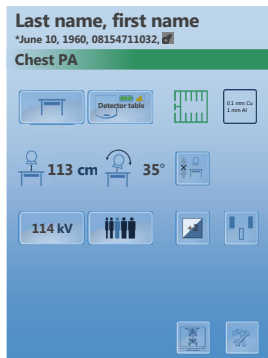 Last name, first name
*June 10, 1960, 08154711032,
Chest PA
Detector table
0.1 mm Cu
1 mm Al
113 cm 35°
114 kV
+2